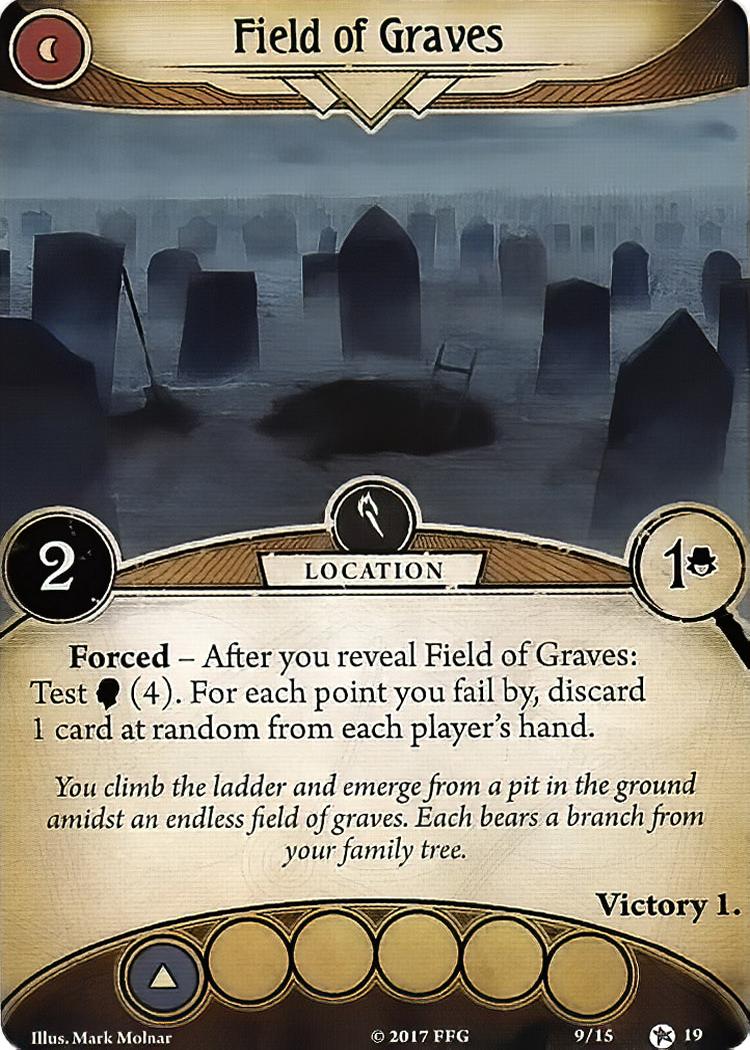 Field of Graves
2
LOCATION
1
Forced – After you reveal Field of Graves:
Test (4). For each point you fail by, discard
1 card at random from each player's hand.
You climb the ladder and emerge from a pit in the ground
amidst an endless field of graves. Each bears a branch from
your family tree.
Victory 1.
Illus. Mark Molnar
© 2017 FFG
9/15
19